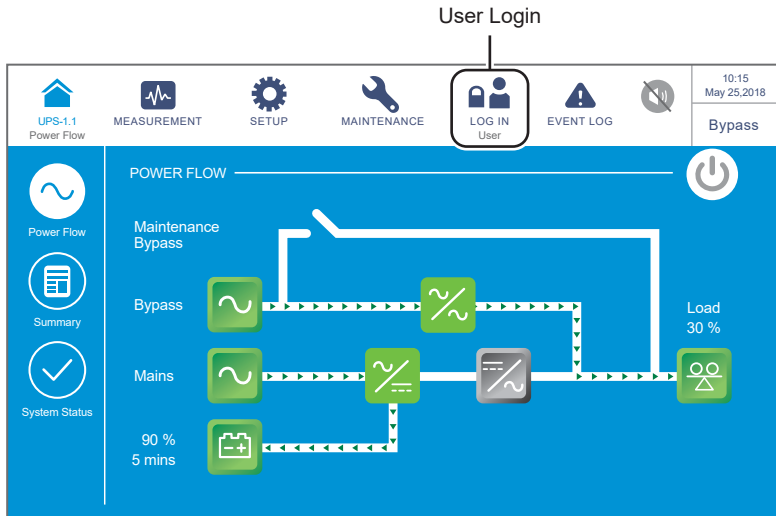 User Login
10:15
May 25,2018
UPS-1.1
Power Flow
MEASUREMENT
SETUP
MAINTENANCE
LOG IN
User
EVENT LOG
Bypass
POWER FLOW
Power Flow
Summary
System Status
Maintenance
Bypass
Bypass
Load
30 %
Mains
90 %
5 mins